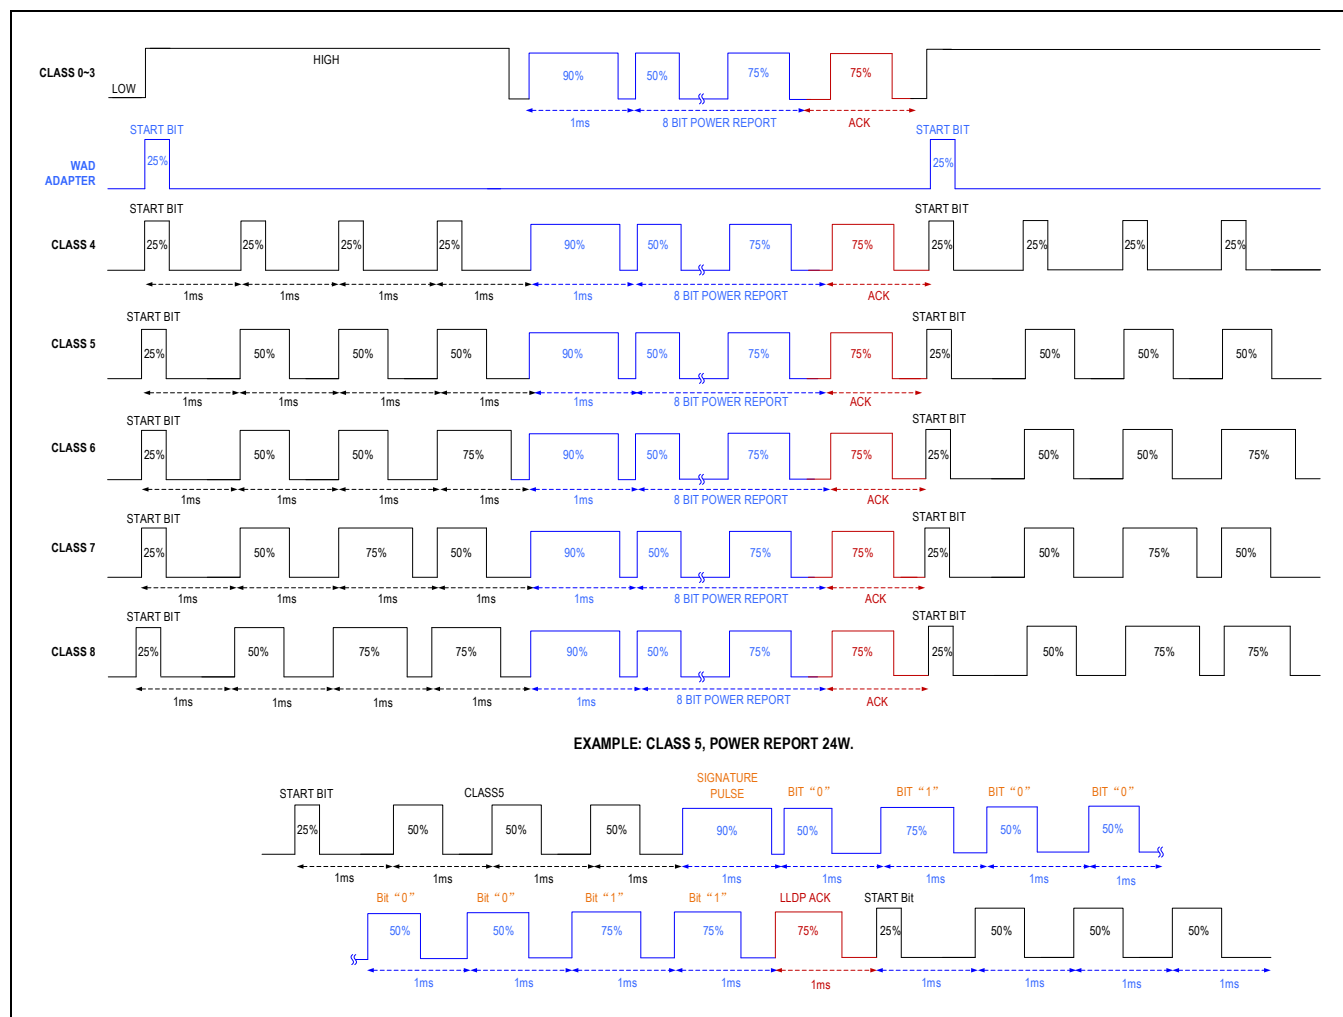 CLASS 0~3
LOW
HIGH
90%
50%
75%
75%
1ms
8 BIT POWER REPORT
ACK
START BIT
START BIT
WAD
ADAPTER
25%
25%
START BIT
START BIT
CLASS 4
25%
25%
25%
25%
90%
50%
75%
75%
25%
25%
25%
25%
1ms
1ms
1ms
1ms
1ms
8 BIT POWER REPORT
ACK
START BIT
START BIT
CLASS 5
25%
50%
50%
50%
90%
50%
75%
75%
25%
50%
50%
50%
1ms
1ms
1ms
1ms
1ms
8 BIT POWER REPORT
ACK
START BIT
START BIT
CLASS 6
25%
50%
50%
75%
90%
50%
75%
75%
25%
50%
50%
75%
1ms
1ms
1ms
1ms
1ms
8 BIT POWER REPORT
ACK
START BIT
START BIT
CLASS 7
25%
50%
75%
50%
90%
50%
75%
75%
25%
50%
75%
50%
1ms
1ms
1ms
1ms
1ms
8 BIT POWER REPORT
ACK
START BIT
START BIT
CLASS 8
25%
50%
75%
75%
90%
50%
75%
75%
25%
50%
75%
75%
1ms
1ms
1ms
1ms
1ms
8 BIT POWER REPORT
ACK
EXAMPLE: CLASS 5, POWER REPORT 24W.
START BIT
CLASS5
SIGNATURE
PULSE
BIT “0”
BIT “1”
BIT “0”
BIT “0”
25%
50%
50%
50%
90%
50%
75%
50%
50%
1ms
1ms
1ms
1ms
1ms
1ms
1ms
1ms
1ms
Bit “0”
Bit “0”
Bit “1”
Bit “1”
LLDP ACK
START Bit
50%
50%
75%
75%
75%
25%
50%
50%
50%
1ms
1ms
1ms
1ms
1ms
1ms
1ms
1ms
1ms